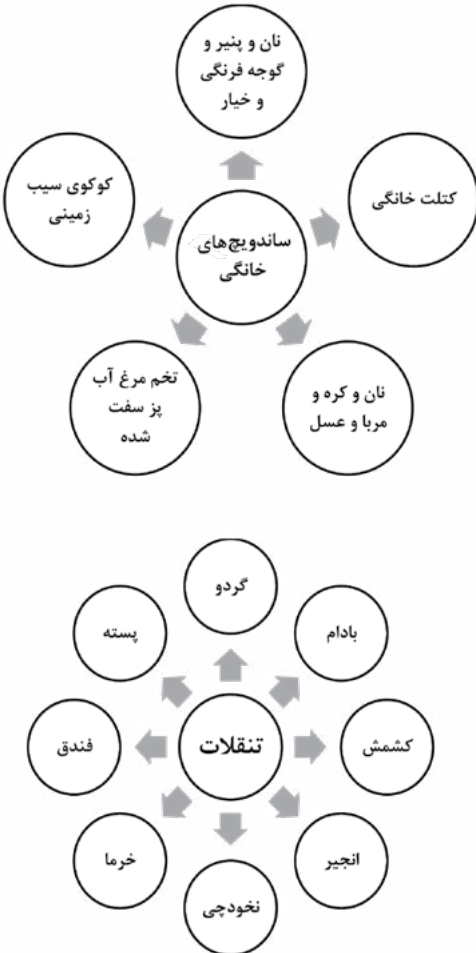 نان و پنیر و
گوجه فرنگی
و خیار
کتلت خانگی
کوکوی سیب
زمینی
ساندویچ‌های
خانگی
نان و کره و
مربا و عسل
تخم مرغ آب
پز سفت
شده
گردو
بادام
پسته
کشمش
تنقلات
فندق
انجیر
خرما
نخودچی